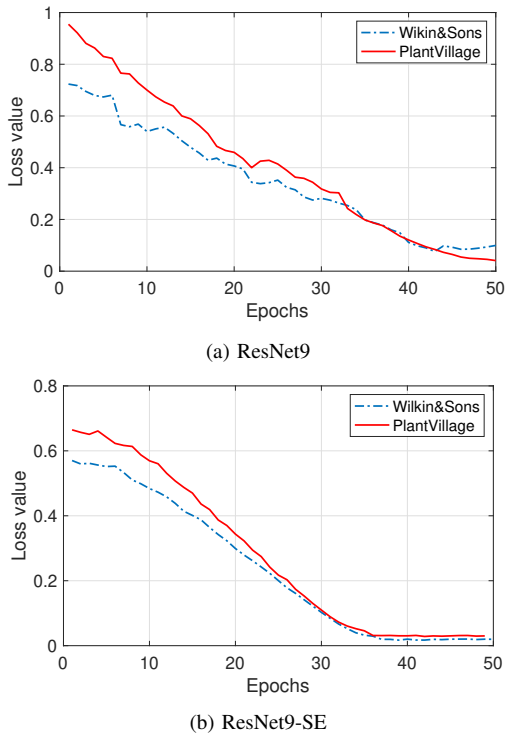 1
0.8
0.6
0.4
0.2
0
Loss value
Wikin&Sons
PlantVillage
0 10 20 30 40 50
Epochs
(a) ResNet9
0.8
0.6
0.4
0.2
0
Loss value
Wilkin&Sons
PlantVillage
0 10 20 30 40 50
Epochs
(b) ResNet9-SE